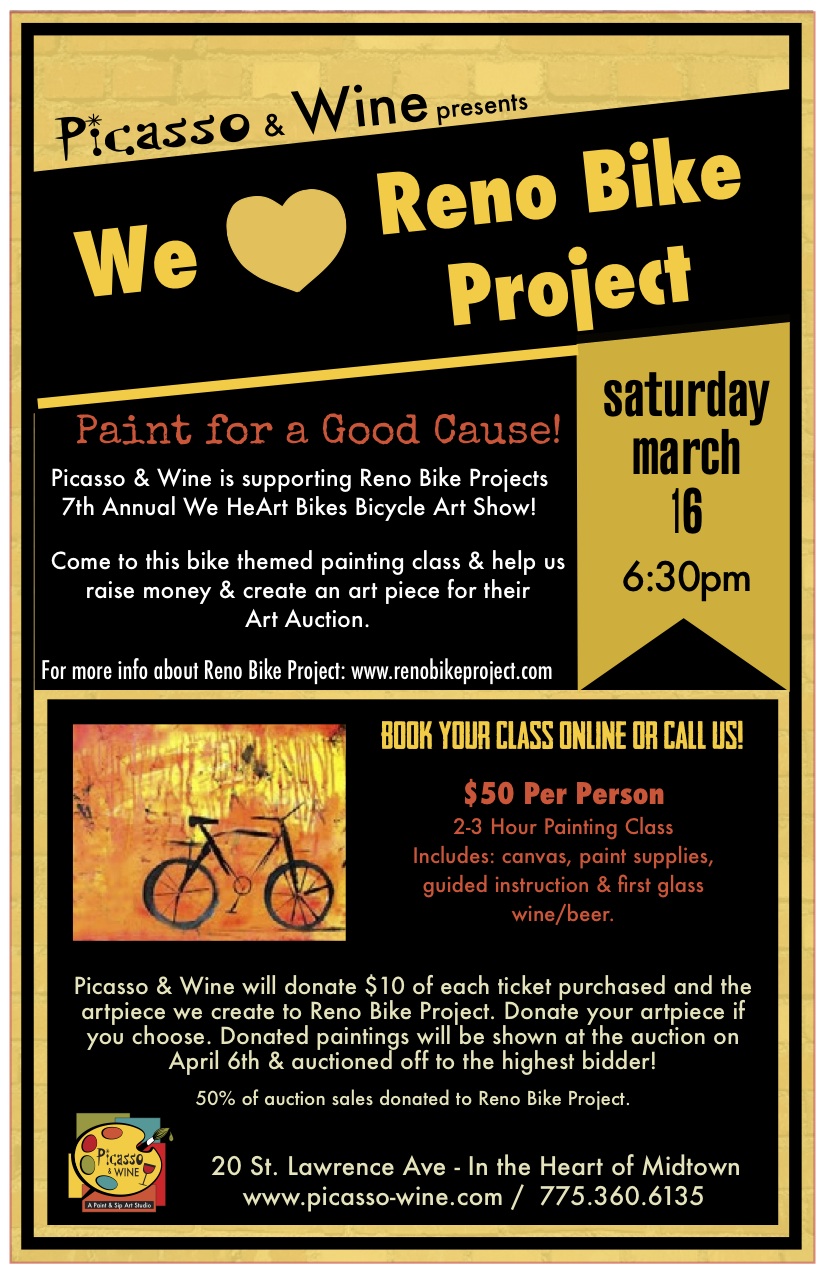 Picasso & Wine presents
We Reno Bike
Project
saturday
march
16
6:30pm
Paint for a Good Cause!
Picasso & Wine is supporting Reno Bike Projects
7th Annual We HeArt Bikes Bicycle Art Show!
Come to this bike themed painting class & help us
raise money & create an art piece for their
Art Auction.
For more info about Reno Bike Project: www.renobikeproject.com
BOOK YOUR CLASS ONLINE OR CALL US!
$50 Per Person
2-3 Hour Painting Class
Includes: canvas, paint supplies,
guided instruction & first glass
wine/beer.
Picasso & Wine will donate $10 of each ticket purchased and the
artpiece we create to Reno Bike Project. Donate your artpiece if
you choose. Donated paintings will be shown at the auction on
April 6th & auctioned off to the highest bidder!
50% of auction sales donated to Reno Bike Project.
Picasso
& WINE
A Paint & Sip Art Studio
20 St. Lawrence Ave - In the Heart of Midtown
www.picasso-wine.com / 775.360.6135